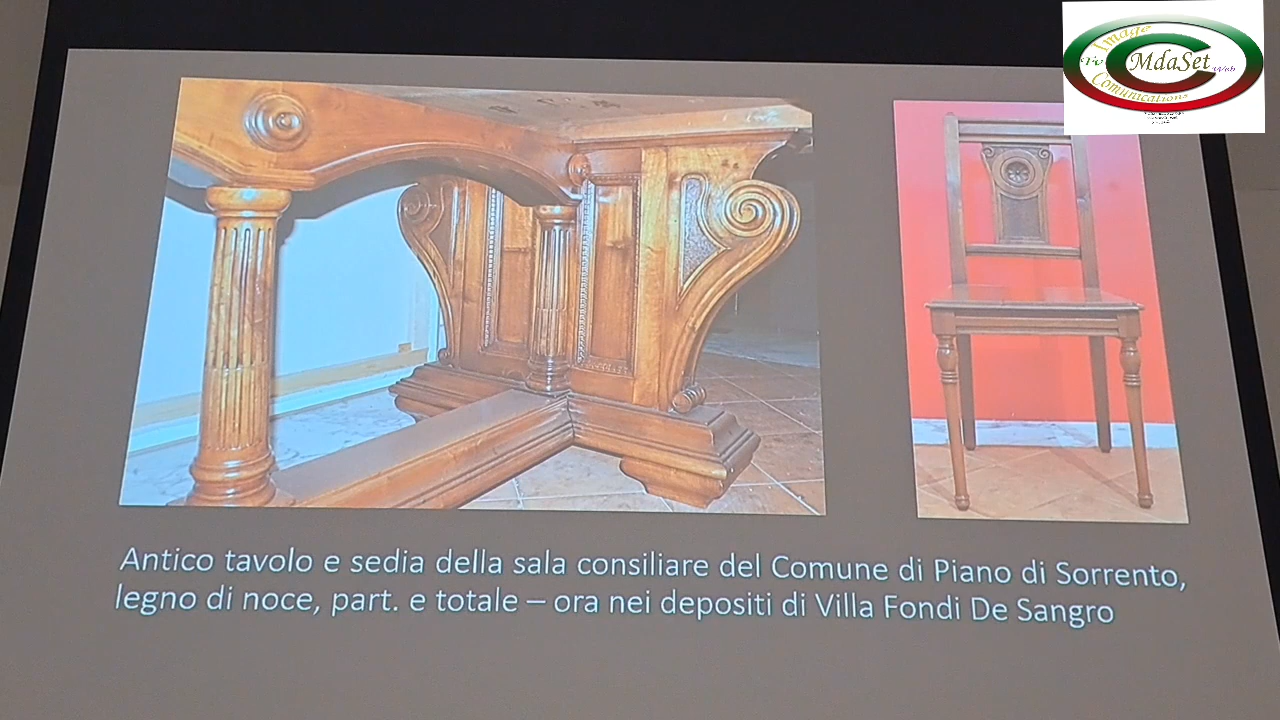 Image
MdaSet
Comunications
Antico tavolo e sedia della sala consiliare del Comune di Piano di Sorrento,
legno di noce, part. e totale – ora nei depositi di Villa Fondi De Sangro